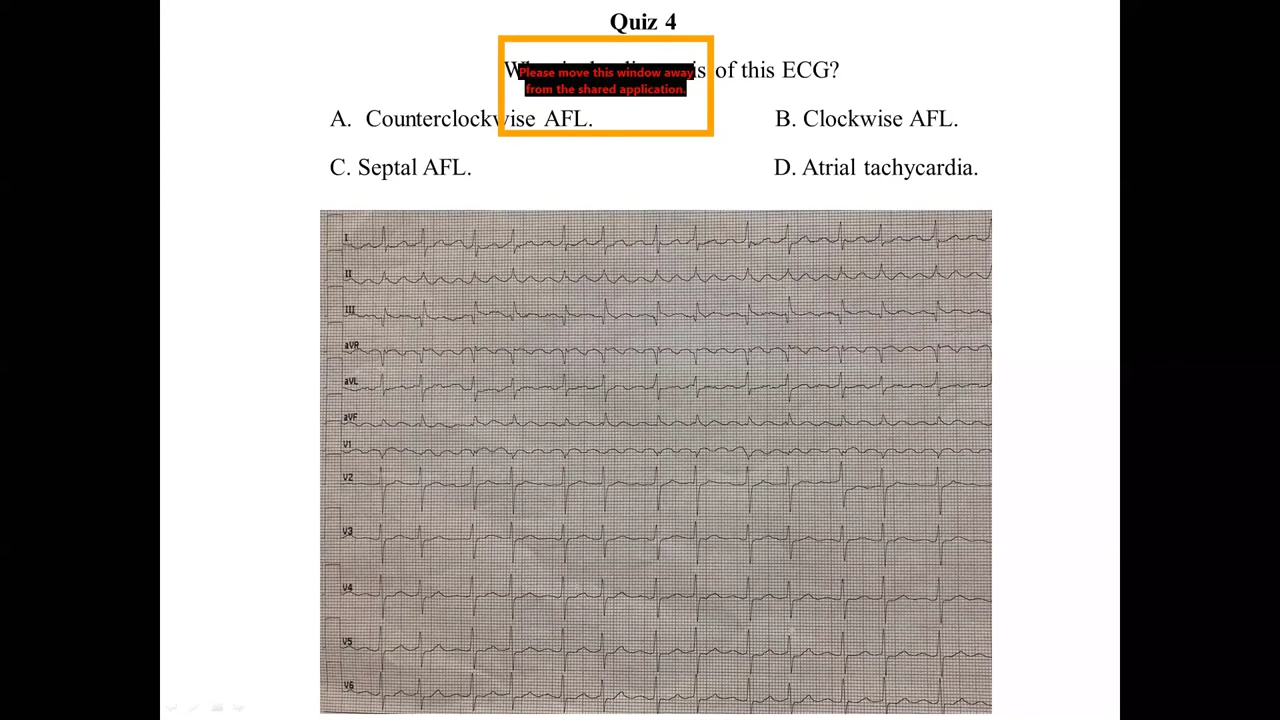 Quiz 4
of this ECG?
Please move this window away
from the shared application.
A. Counterclockwise AFL.
B. Clockwise AFL.
C. Septal AFL.
D. Atrial tachycardia.
I
II
III
aVR
aVL
aVF
V1
V2
V3
V4
V5
V6